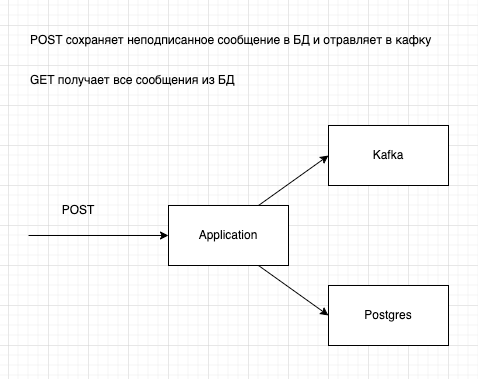 POST сохраняет неподписанное сообщение в БД и отравляет в кафку
GET получает все сообщения из БД
Kafka
POST
Application
Postgres